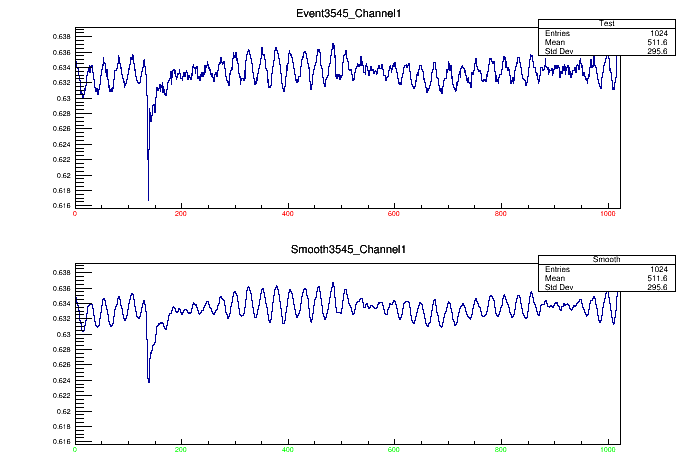 Event3545_Channel1
Test
Entries 1024
Mean 511.6
Std Dev 295.6
0.638
0.636
0.634
0.632
0.63
0.628
0.626
0.624
0.622
0.62
0.618
0.616
0 200 400 600 800 1000
Smooth3545_Channel1
Smooth
Entries 1024
Mean 511.6
Std Dev 295.6
0.638
0.636
0.634
0.632
0.63
0.628
0.626
0.624
0.622
0.62
0.618
0.616
0 200 400 600 800 1000